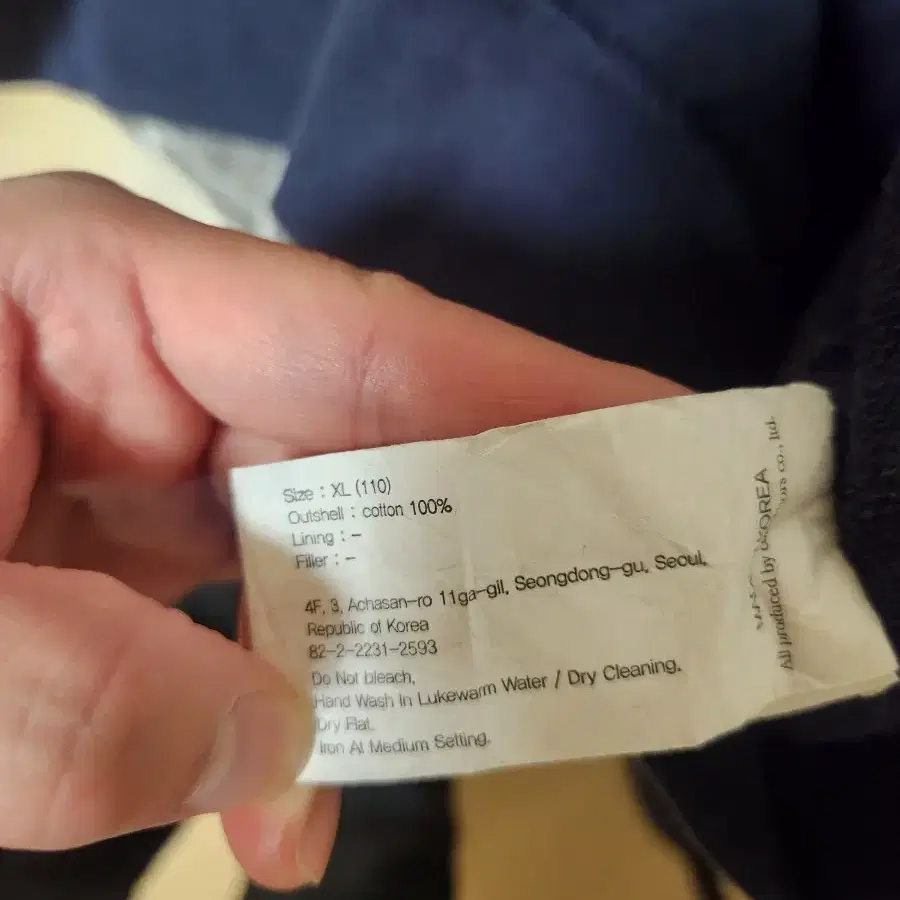 Size : XL (110)
Outshell : cotton 100%
Lining : –
Filler : –
4F, 3, Achasan-ro 11ga-gil, Seongdong-gu, Seoul,
Republic of Korea
82-2-2231-2593
Do Not bleach,
Hand Wash In Lukewarm Water / Dry Cleaning.
Dry Flat.
Iron At Medium Setting.
KOREA
All produced by co., ltd.